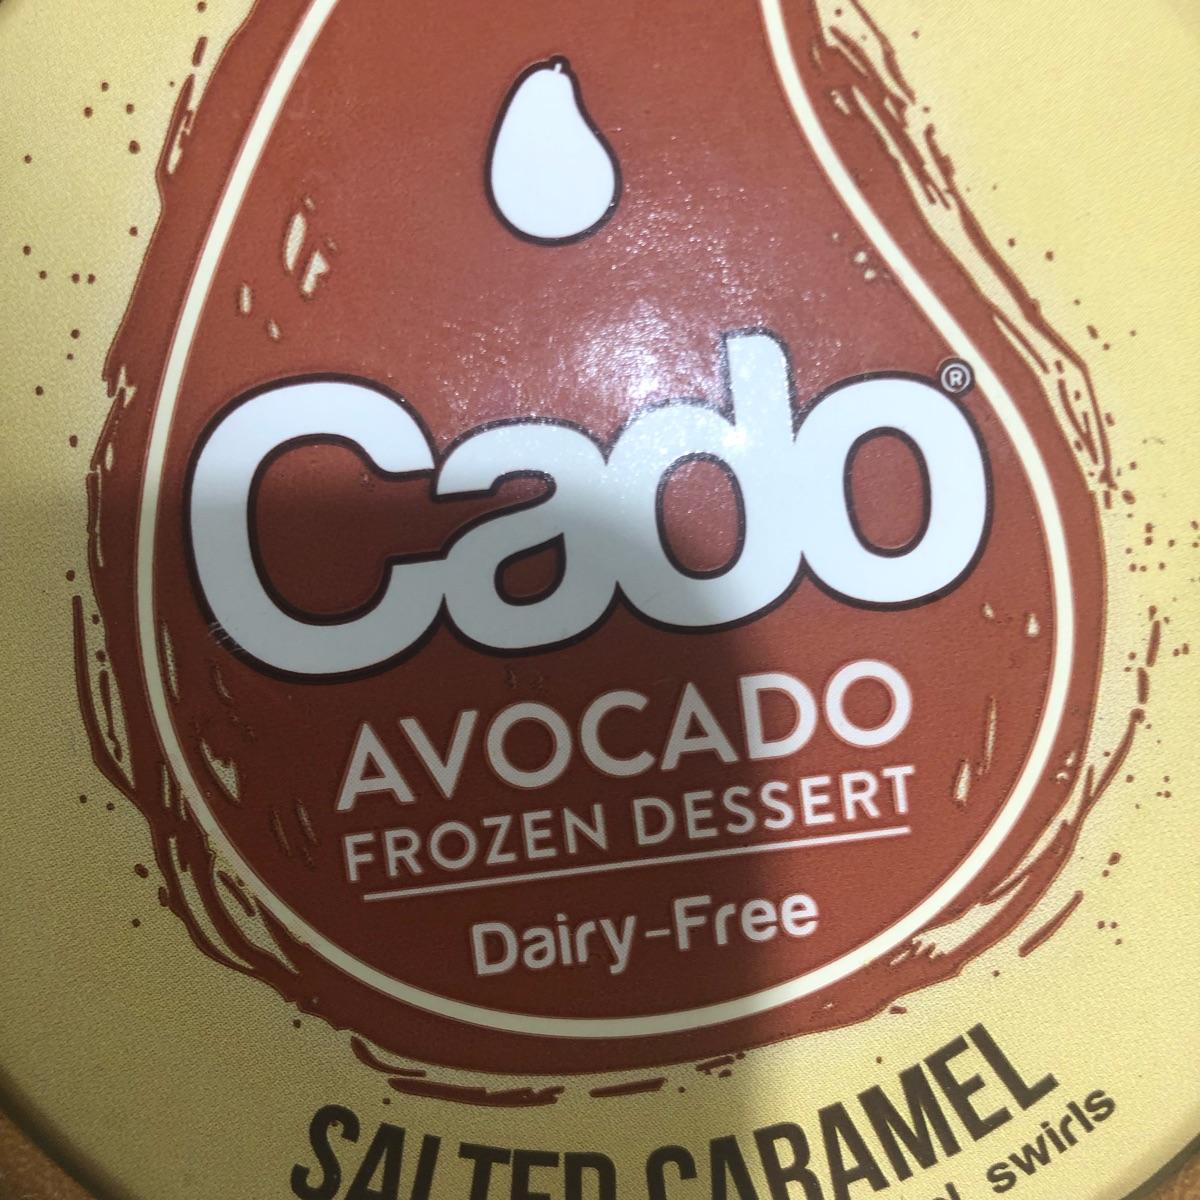 Cado®
AVOCADO
FROZEN DESSERT
Dairy-Free
SALTED CARAMEL
swirls